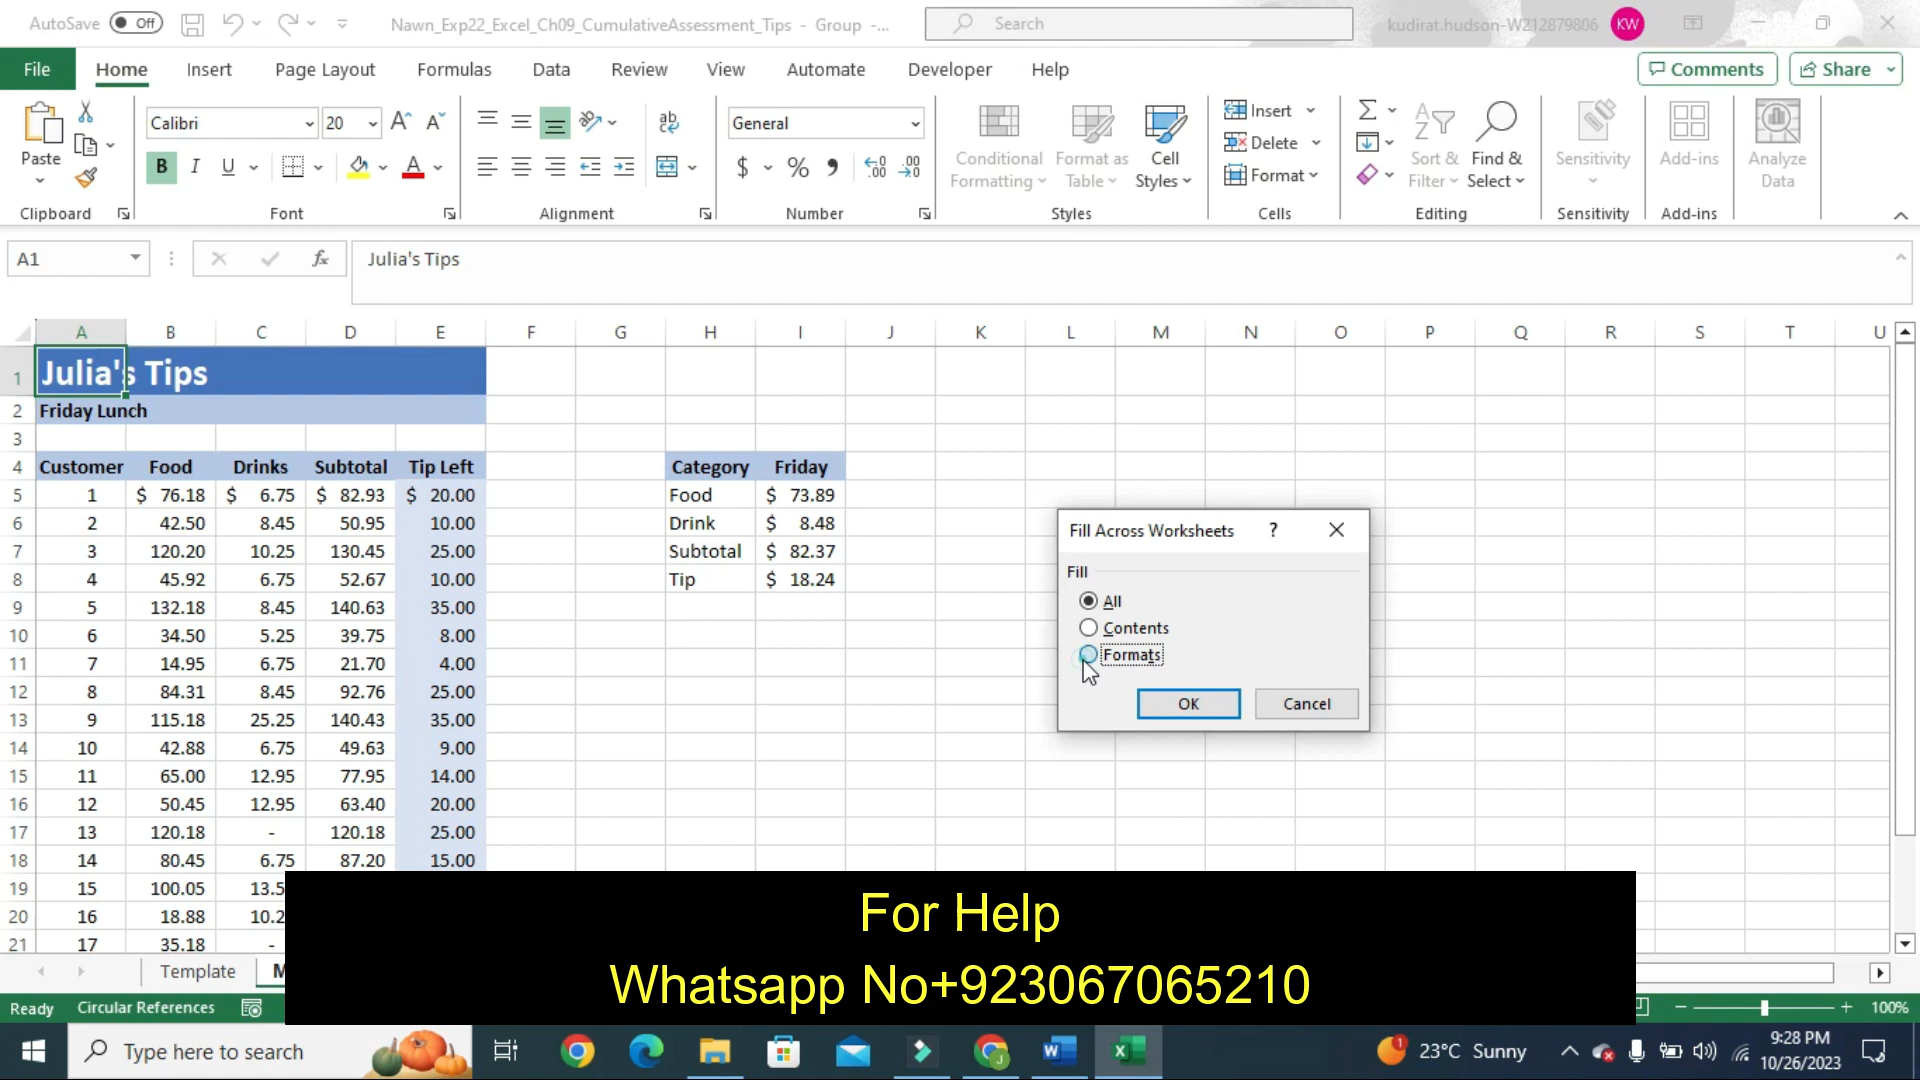 AutoSave Off Nawn_Exp22_Excel_Ch09_CumulativeAssessment_Tips - Group -... Search kudirat.hudson-W212879806 KW
File Home Insert Page Layout Formulas Data Review View Automate Developer Help Comments Share
Calibri 20 General Insert
Paste Conditional Format as Cell Delete Sort & Find & Sensitivity Add-ins Analyze
B I U $ % Formatting Table Styles Format Filter Select Data
Clipboard Font Alignment Number Styles Cells Editing Sensitivity Add-ins
A1 fx Julia's Tips
A B C D E F G H I J K L M N O P Q R S T U
1 Julia's Tips
2 Friday Lunch
3
4 Customer Food Drinks Subtotal Tip Left Category Friday
5 1 $ 76.18 $ 6.75 $ 82.93 $ 20.00 Food $ 73.89
6 2 42.50 8.45 50.95 10.00 Drink $ 8.48
7 3 120.20 10.25 130.45 25.00 Subtotal $ 82.37
8 4 45.92 6.75 52.67 10.00 Tip $ 18.24
9 5 132.18 8.45 140.63 35.00
10 6 34.50 5.25 39.75 8.00
11 7 14.95 6.75 21.70 4.00
12 8 84.31 8.45 92.76 25.00
13 9 115.18 25.25 140.43 35.00
14 10 42.88 6.75 49.63 9.00
15 11 65.00 12.95 77.95 14.00
16 12 50.45 12.95 63.40 20.00
17 13 120.18 - 120.18 25.00
18 14 80.45 6.75 87.20 15.00
19 15 100.05 13.5
20 16 18.88 10.2
21 17 35.18 -
Fill Across Worksheets ?
Fill
All
Contents
Formats
OK Cancel
For Help
Whatsapp No+923067065210
Template M
Ready Circular References 100%
Type here to search 1 23°C Sunny 9:28 PM
10/26/2023